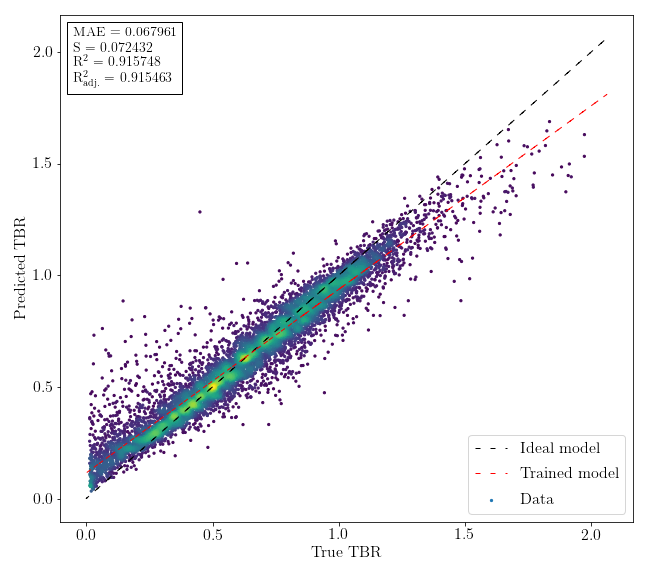 MAE = 0.067961
S = 0.072432
R² = 0.915748
R²adj. = 0.915463
2.0
1.5
1.0
0.5
0.0
Predicted TBR
Ideal model
Trained model
Data
0.0 0.5 1.0 1.5 2.0
True TBR